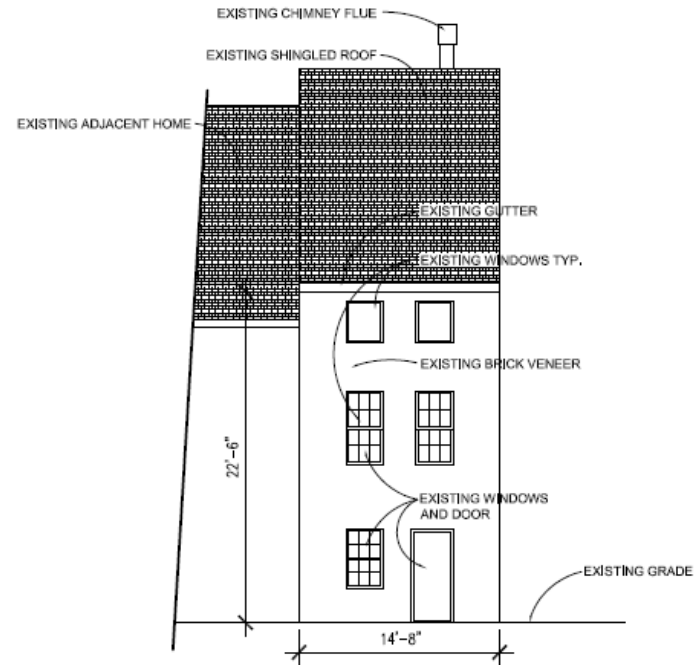 EXISTING CHIMNEY FLUE
EXISTING SHINGLED ROOF
EXISTING ADJACENT HOME
EXISTING GUTTER
EXISTING WINDOWS TYP.
EXISTING BRICK VENEER
22'-6"
EXISTING WINDOWS
AND DOOR
EXISTING GRADE
14'-8"